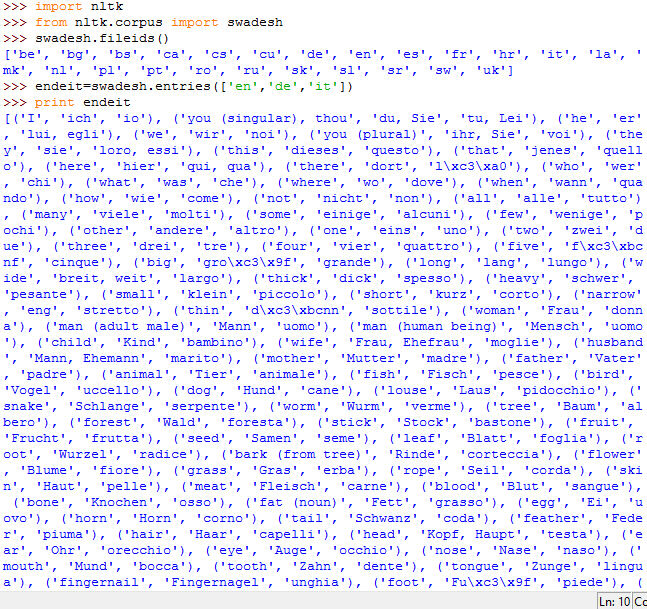 >>> import nltk
>>> from nltk.corpus import swadesh
>>> swadesh.fileids()
['be', 'bg', 'bs', 'ca', 'cs', 'cu', 'de', 'en', 'es', 'fr', 'hr', 'it', 'la', '
mk', 'nl', 'pl', 'pt', 'ro', 'ru', 'sk', 'sl', 'sr', 'sw', 'uk']
>>> endeit=swadesh.entries(['en','de','it'])
>>> print endeit
[('I', 'ich', 'io'), ('you (singular), thou', 'du, Sie', 'tu, Lei'), ('he', 'er'
, 'lui, egli'), ('we', 'wir', 'noi'), ('you (plural)', 'ihr, Sie', 'voi'), ('the
y', 'sie', 'loro, essi'), ('this', 'dieses', 'questo'), ('that', 'jenes', 'quell
o'), ('here', 'hier', 'qui, qua'), ('there', 'dort', 'l\xc3\xa0'), ('who', 'wer'
, 'chi'), ('what', 'was', 'che'), ('where', 'wo', 'dove'), ('when', 'wann', 'qua
ndo'), ('how', 'wie', 'come'), ('not', 'nicht', 'non'), ('all', 'alle', 'tutto')
, ('many', 'viele', 'molti'), ('some', 'einige', 'alcuni'), ('few', 'wenige', 'p
ochi'), ('other', 'andere', 'altro'), ('one', 'eins', 'uno'), ('two', 'zwei', 'd
ue'), ('three', 'drei', 'tre'), ('four', 'vier', 'quattro'), ('five', 'f\xc3\xbc
nf', 'cinque'), ('big', 'gro\xc3\x9f', 'grande'), ('long', 'lang', 'lungo'), ('w
ide', 'breit, weit', 'largo'), ('thick', 'dick', 'spesso'), ('heavy', 'schwer',
'pesante'), ('small', 'klein', 'piccolo'), ('short', 'kurz', 'corto'), ('narrow'
, 'eng', 'stretto'), ('thin', 'd\xc3\xbcnn', 'sottile'), ('woman', 'Frau', 'donn
a'), ('man (adult male)', 'Mann', 'uomo'), ('man (human being)', 'Mensch', 'uomo
'), ('child', 'Kind', 'bambino'), ('wife', 'Frau, Ehefrau', 'moglie'), ('husband
', 'Mann, Ehemann', 'marito'), ('mother', 'Mutter', 'madre'), ('father', 'Vater'
, 'padre'), ('animal', 'Tier', 'animale'), ('fish', 'Fisch', 'pesce'), ('bird',
'Vogel', 'uccello'), ('dog', 'Hund', 'cane'), ('louse', 'Laus', 'pidocchio'), ('
snake', 'Schlange', 'serpente'), ('worm', 'Wurm', 'verme'), ('tree', 'Baum', 'al
bero'), ('forest', 'Wald', 'foresta'), ('stick', 'Stock', 'bastone'), ('fruit',
'Frucht', 'frutta'), ('seed', 'Samen', 'seme'), ('leaf', 'Blatt', 'foglia'), ('r
oot', 'Wurzel', 'radice'), ('bark (from tree)', 'Rinde', 'corteccia'), ('flower'
, 'Blume', 'fiore'), ('grass', 'Gras', 'erba'), ('rope', 'Seil', 'corda'), ('ski
n', 'Haut', 'pelle'), ('meat', 'Fleisch', 'carne'), ('blood', 'Blut', 'sangue'),
 ('bone', 'Knochen', 'osso'), ('fat (noun)', 'Fett', 'grasso'), ('egg', 'Ei', 'u
ovo'), ('horn', 'Horn', 'corno'), ('tail', 'Schwanz', 'coda'), ('feather', 'Fede
r', 'piuma'), ('hair', 'Haar', 'capelli'), ('head', 'Kopf, Haupt', 'testa'), ('e
ar', 'Ohr', 'orecchio'), ('eye', 'Auge', 'occhio'), ('nose', 'Nase', 'naso'), ('
mouth', 'Mund', 'bocca'), ('tooth', 'Zahn', 'dente'), ('tongue', 'Zunge', 'lingu
a'), ('fingernail', 'Fingernagel', 'unghia'), ('foot', 'Fu\xc3\x9f', 'piede'), (
Ln: 10 Co